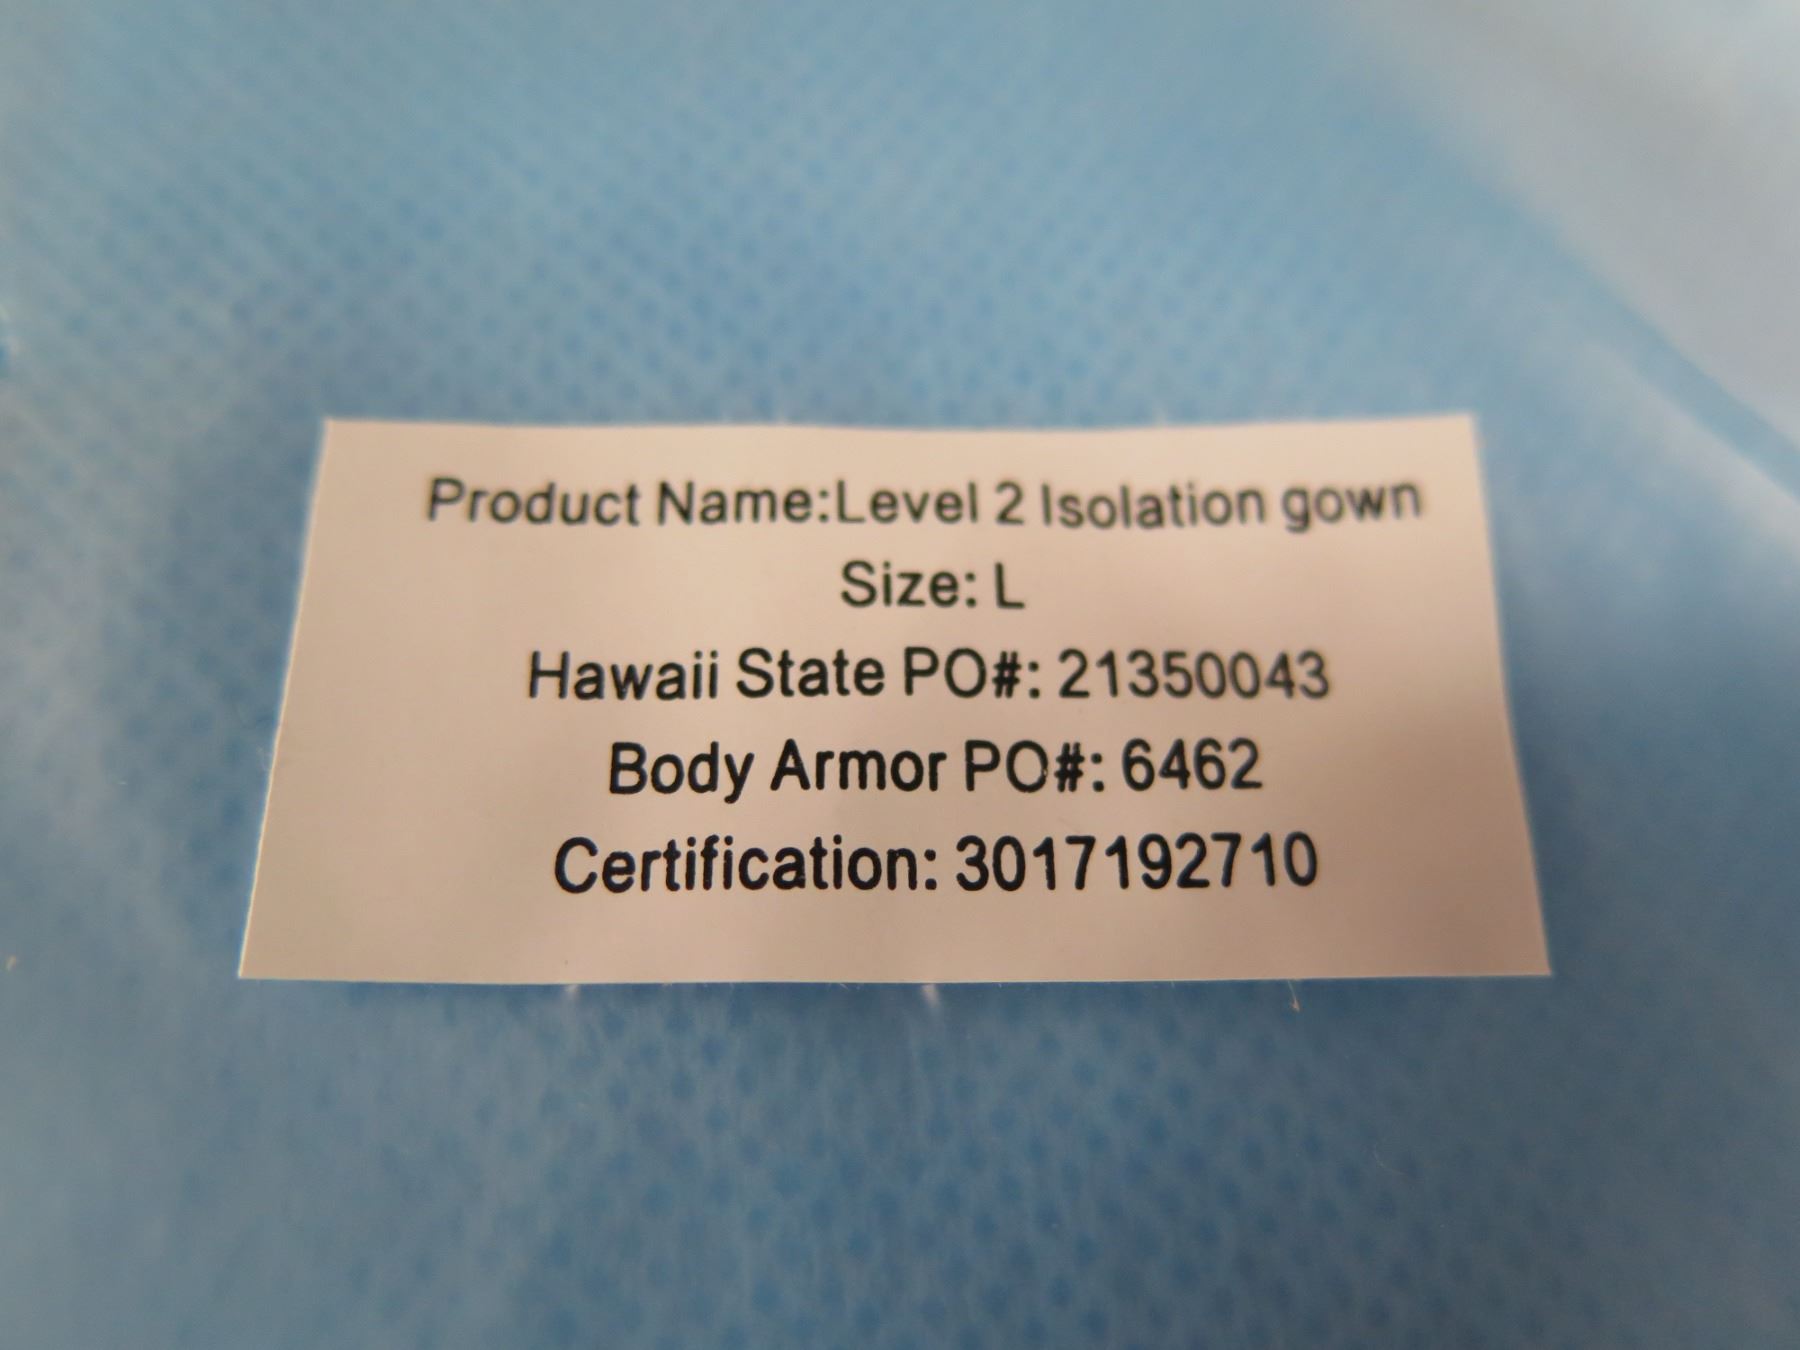 Product Name:Level 2 Isolation gown
Size: L
Hawaii State PO#: 21350043
Body Armor PO#: 6462
Certification: 3017192710